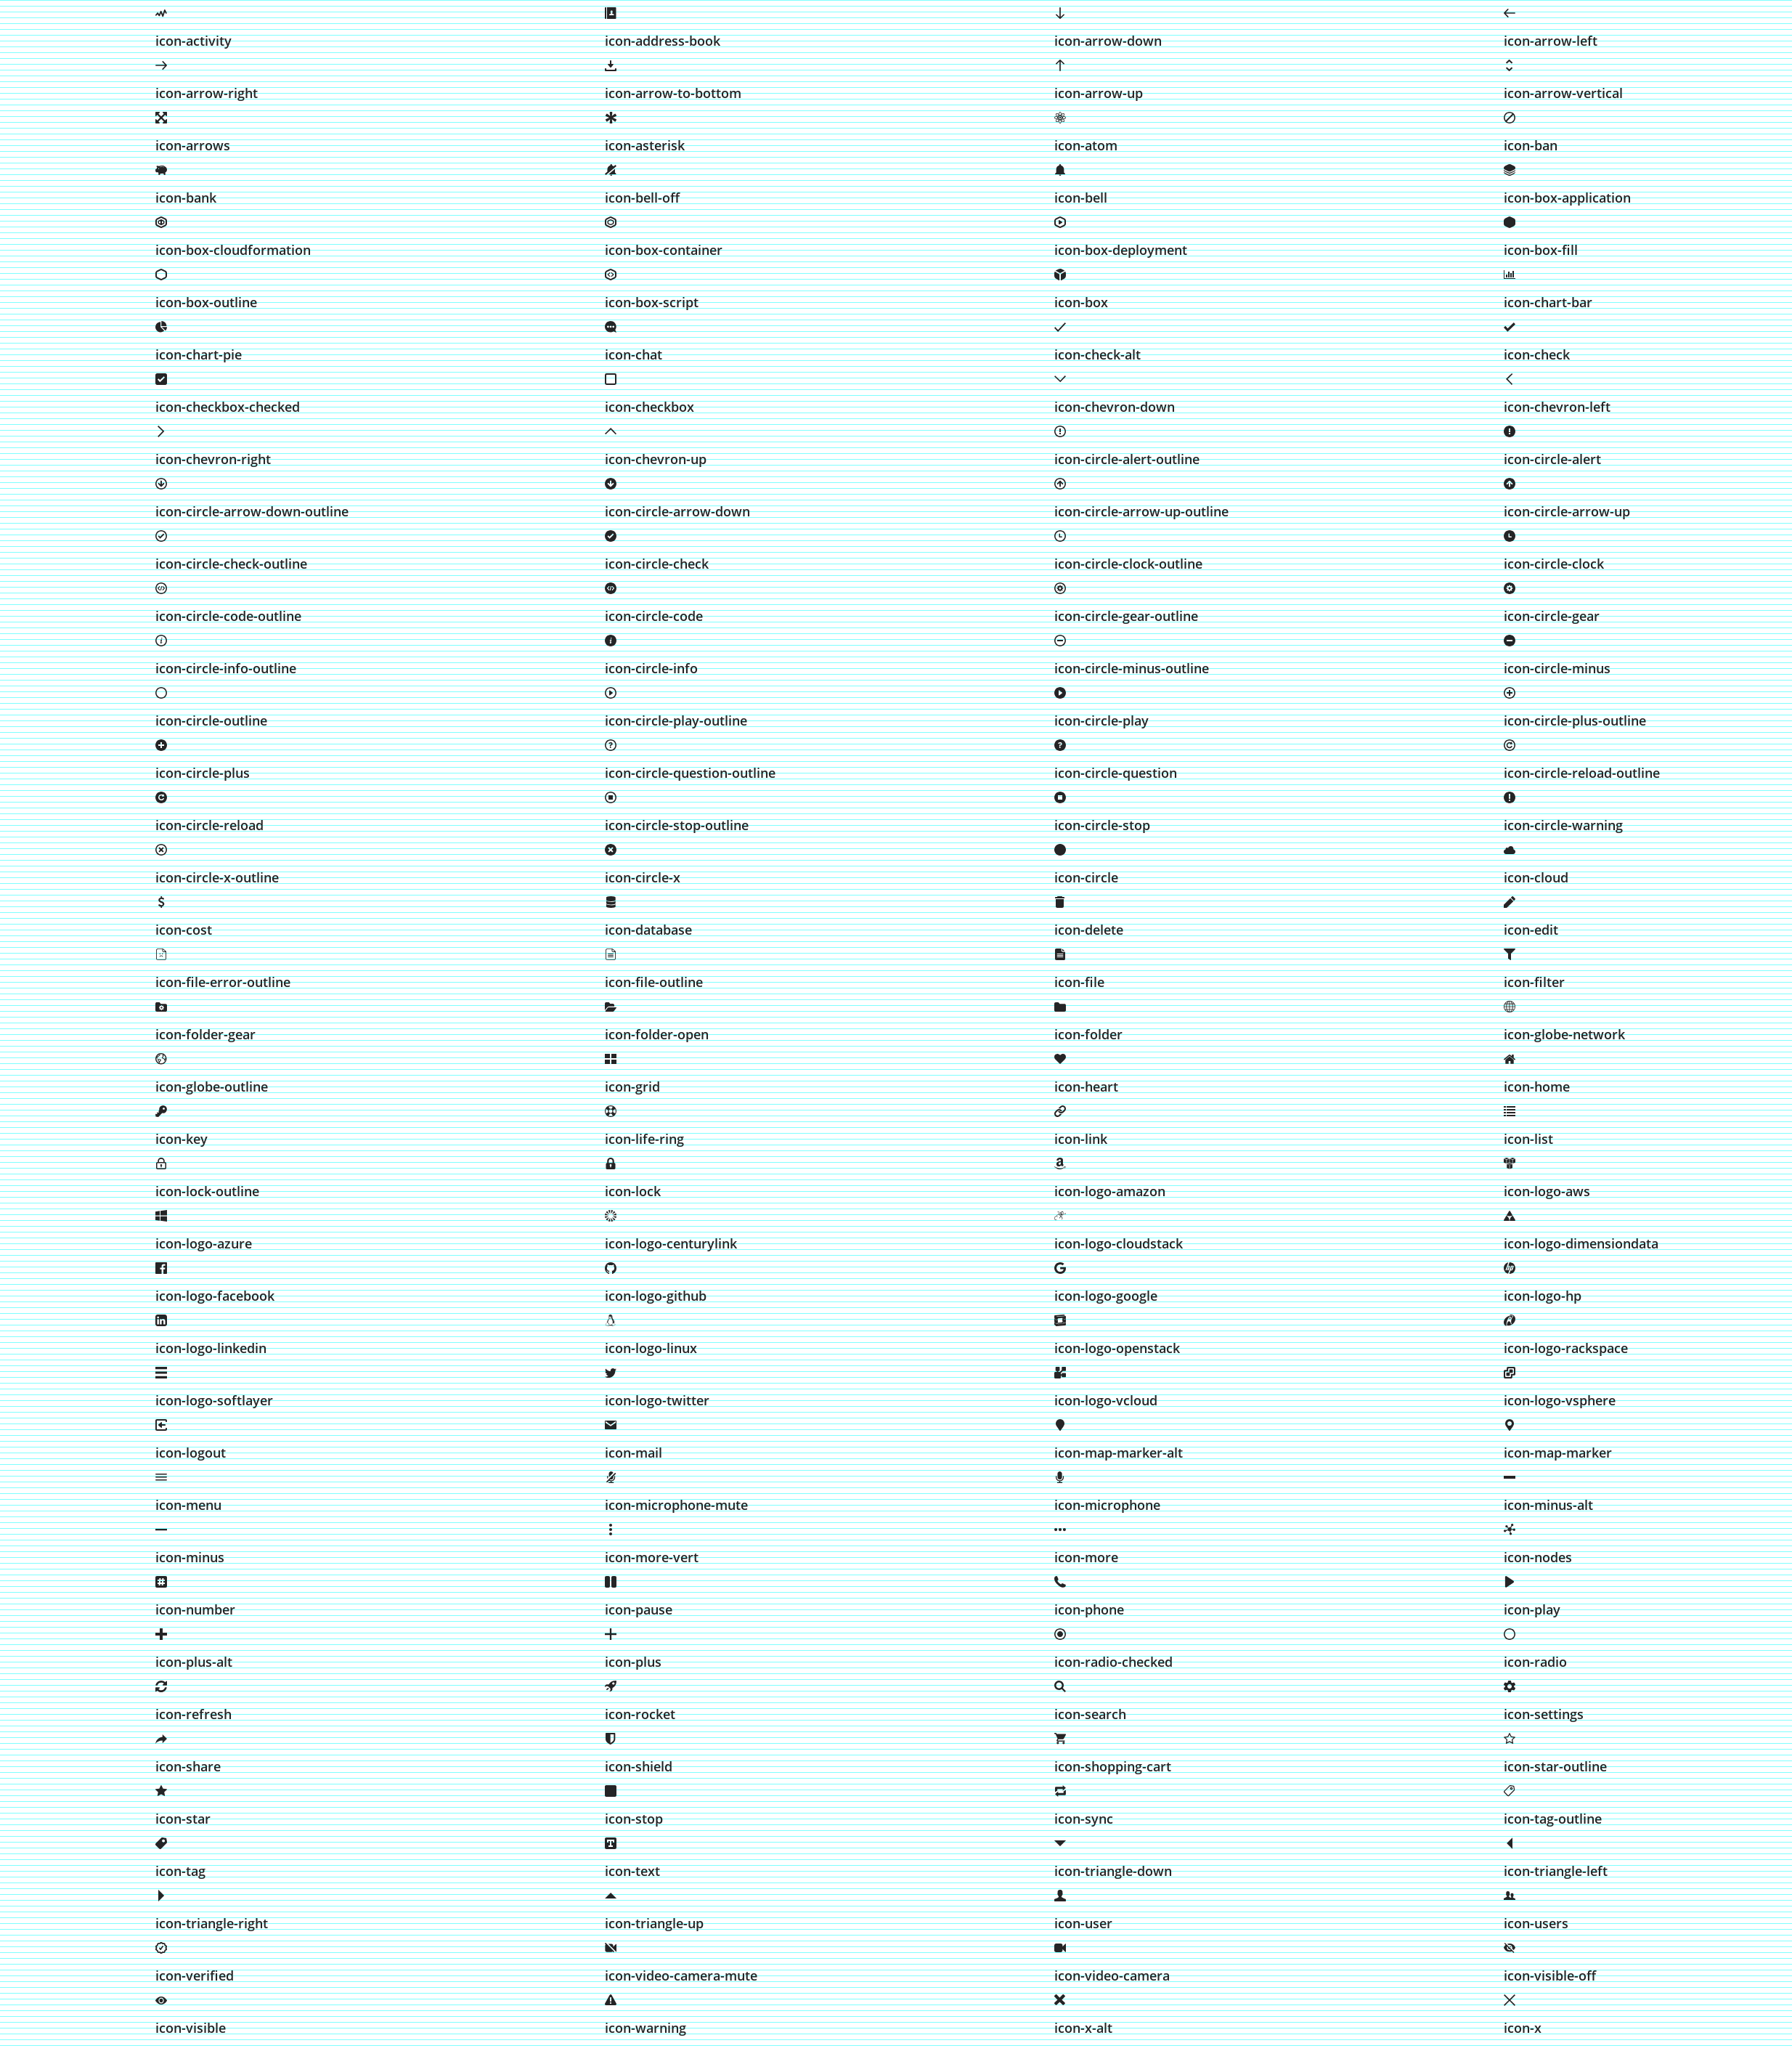 icon-activity icon-address-book icon-arrow-down icon-arrow-left
icon-arrow-right icon-arrow-to-bottom icon-arrow-up icon-arrow-vertical
icon-arrows icon-asterisk icon-atom icon-ban
icon-bank icon-bell-off icon-bell icon-box-application
icon-box-cloudformation icon-box-container icon-box-deployment icon-box-fill
icon-box-outline icon-box-script icon-box icon-chart-bar
icon-chart-pie icon-chat icon-check-alt icon-check
icon-checkbox-checked icon-checkbox icon-chevron-down icon-chevron-left
icon-chevron-right icon-chevron-up icon-circle-alert-outline icon-circle-alert
icon-circle-arrow-down-outline icon-circle-arrow-down icon-circle-arrow-up-outline icon-circle-arrow-up
icon-circle-check-outline icon-circle-check icon-circle-clock-outline icon-circle-clock
icon-circle-code-outline icon-circle-code icon-circle-gear-outline icon-circle-gear
icon-circle-info-outline icon-circle-info icon-circle-minus-outline icon-circle-minus
icon-circle-outline icon-circle-play-outline icon-circle-play icon-circle-plus-outline
icon-circle-plus icon-circle-question-outline icon-circle-question icon-circle-reload-outline
icon-circle-reload icon-circle-stop-outline icon-circle-stop icon-circle-warning
icon-circle-x-outline icon-circle-x icon-circle icon-cloud
icon-cost icon-database icon-delete icon-edit
icon-file-error-outline icon-file-outline icon-file icon-filter
icon-folder-gear icon-folder-open icon-folder icon-globe-network
icon-globe-outline icon-grid icon-heart icon-home
icon-key icon-life-ring icon-link icon-list
icon-lock-outline icon-lock icon-logo-amazon icon-logo-aws
icon-logo-azure icon-logo-centurylink icon-logo-cloudstack icon-logo-dimensiondata
icon-logo-facebook icon-logo-github icon-logo-google icon-logo-hp
icon-logo-linkedin icon-logo-linux icon-logo-openstack icon-logo-rackspace
icon-logo-softlayer icon-logo-twitter icon-logo-vcloud icon-logo-vsphere
icon-logout icon-mail icon-map-marker-alt icon-map-marker
icon-menu icon-microphone-mute icon-microphone icon-minus-alt
icon-minus icon-more-vert icon-more icon-nodes
icon-number icon-pause icon-phone icon-play
icon-plus-alt icon-plus icon-radio-checked icon-radio
icon-refresh icon-rocket icon-search icon-settings
icon-share icon-shield icon-shopping-cart icon-star-outline
icon-star icon-stop icon-sync icon-tag-outline
icon-tag icon-text icon-triangle-down icon-triangle-left
icon-triangle-right icon-triangle-up icon-user icon-users
icon-verified icon-video-camera-mute icon-video-camera icon-visible-off
icon-visible icon-warning icon-x-alt icon-x